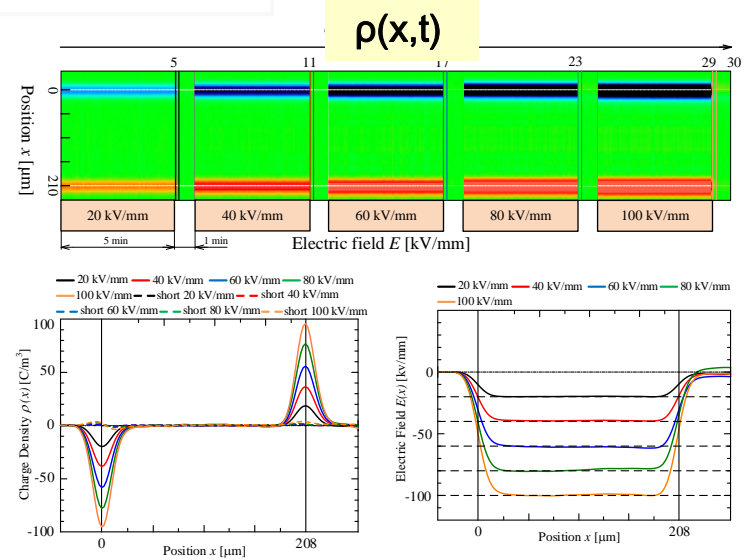 ρ(x,t)
5 11 17 23 29 30
Position x [μm]
0
210
20 kV/mm 40 kV/mm 60 kV/mm 80 kV/mm 100 kV/mm
5 min 1 min
Electric field E [kV/mm]
20 kV/mm 40 kV/mm 60 kV/mm 80 kV/mm
100 kV/mm short 20 kV/mm short 40 kV/mm
short 60 kV/mm short 80 kV/mm short 100 kV/mm
Charge Density ρ (x) [C/m³]
100
50
0
-50
-100
0 208
Position x [μm]
20 kV/mm 40 kV/mm 60 kV/mm 80 kV/mm
100 kV/mm
Electric Field E(x) [kv/mm]
0
-50
-100
0 208
Position x [μm]